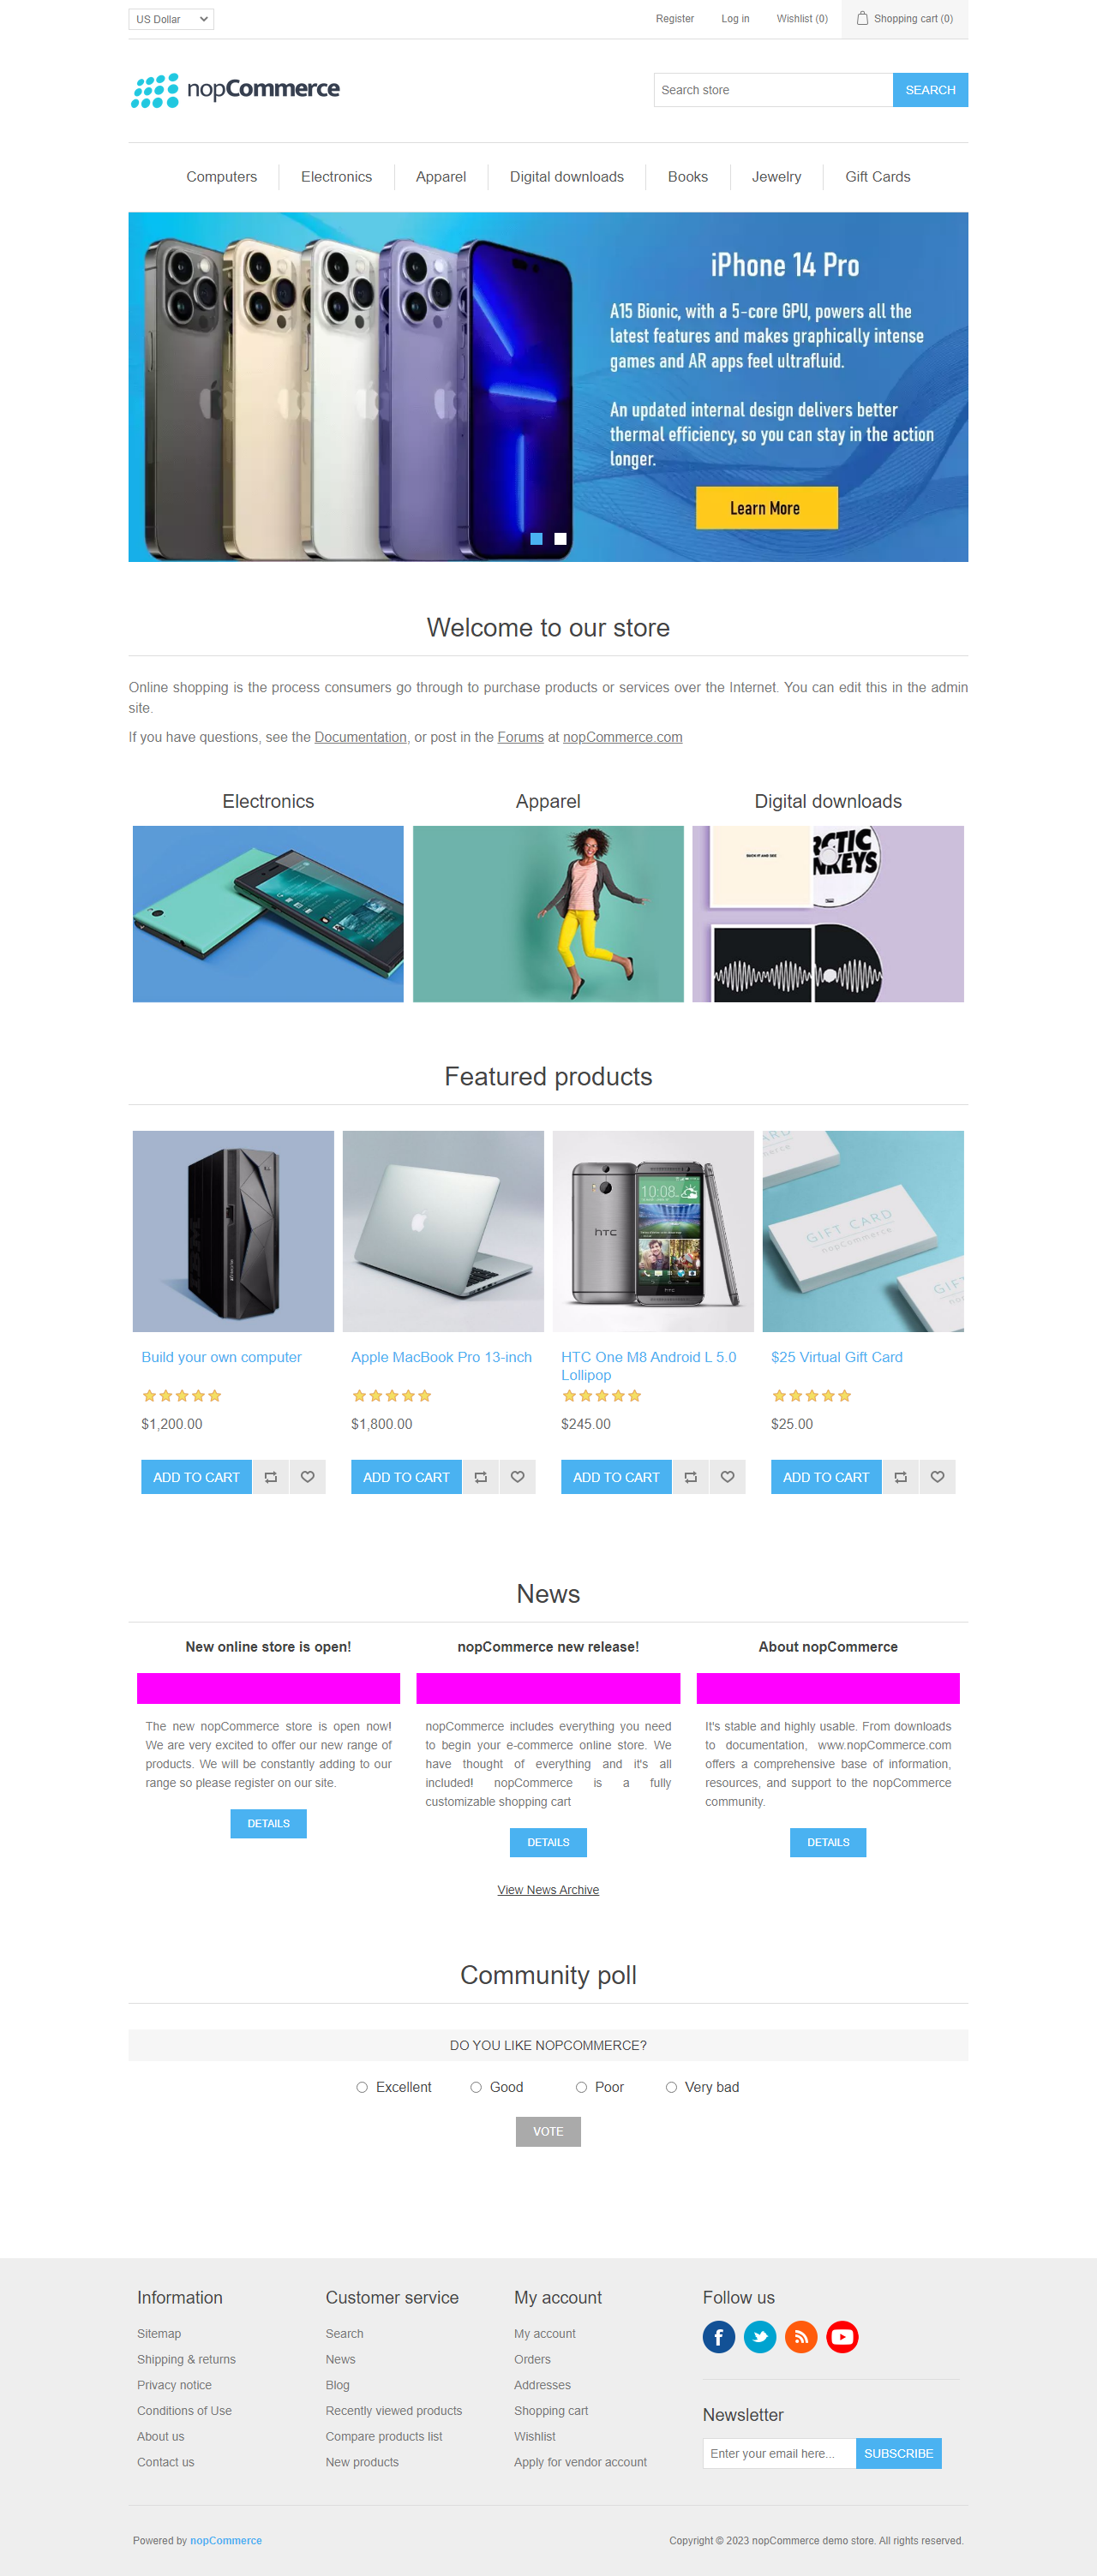 US Dollar
Register
Log in
Wishlist (0)
Shopping cart (0)
nopCommerce
Search store
SEARCH
Computers
Electronics
Apparel
Digital downloads
Books
Jewelry
Gift Cards
iPhone 14 Pro
A15 Bionic, with a 5-core GPU, powers all the
latest features and makes graphically intense
games and AR apps feel ultrafluid.
An updated internal design delivers better
thermal efficiency, so you can stay in the action
longer.
Learn More
Welcome to our store
Online shopping is the process consumers go through to purchase products or services over the Internet. You can edit this in the admin
site.
If you have questions, see the Documentation, or post in the Forums at nopCommerce.com
Electronics
Apparel
Digital downloads
BACK IT AND SEE
RCTIC
NKEYS
Featured products
10:08
hTC
GIFT CARD
nopCommerce
Build your own computer
$1,200.00
ADD TO CART
Apple MacBook Pro 13-inch
$1,800.00
ADD TO CART
HTC One M8 Android L 5.0
Lollipop
$245.00
ADD TO CART
$25 Virtual Gift Card
$25.00
ADD TO CART
News
New online store is open!
The new nopCommerce store is open now!
We are very excited to offer our new range of
products. We will be constantly adding to our
range so please register on our site.
DETAILS
nopCommerce new release!
nopCommerce includes everything you need
to begin your e-commerce online store. We
have thought of everything and it's all
included! nopCommerce is a fully
customizable shopping cart
DETAILS
About nopCommerce
It's stable and highly usable. From downloads
to documentation, www.nopCommerce.com
offers a comprehensive base of information,
resources, and support to the nopCommerce
community.
DETAILS
View News Archive
Community poll
DO YOU LIKE NOPCOMMERCE?
Excellent
Good
Poor
Very bad
VOTE
Information
Sitemap
Shipping & returns
Privacy notice
Conditions of Use
About us
Contact us
Customer service
Search
News
Blog
Recently viewed products
Compare products list
New products
My account
My account
Orders
Addresses
Shopping cart
Wishlist
Apply for vendor account
Follow us
Newsletter
Enter your email here...
SUBSCRIBE
Powered by nopCommerce
Copyright © 2023 nopCommerce demo store. All rights reserved.